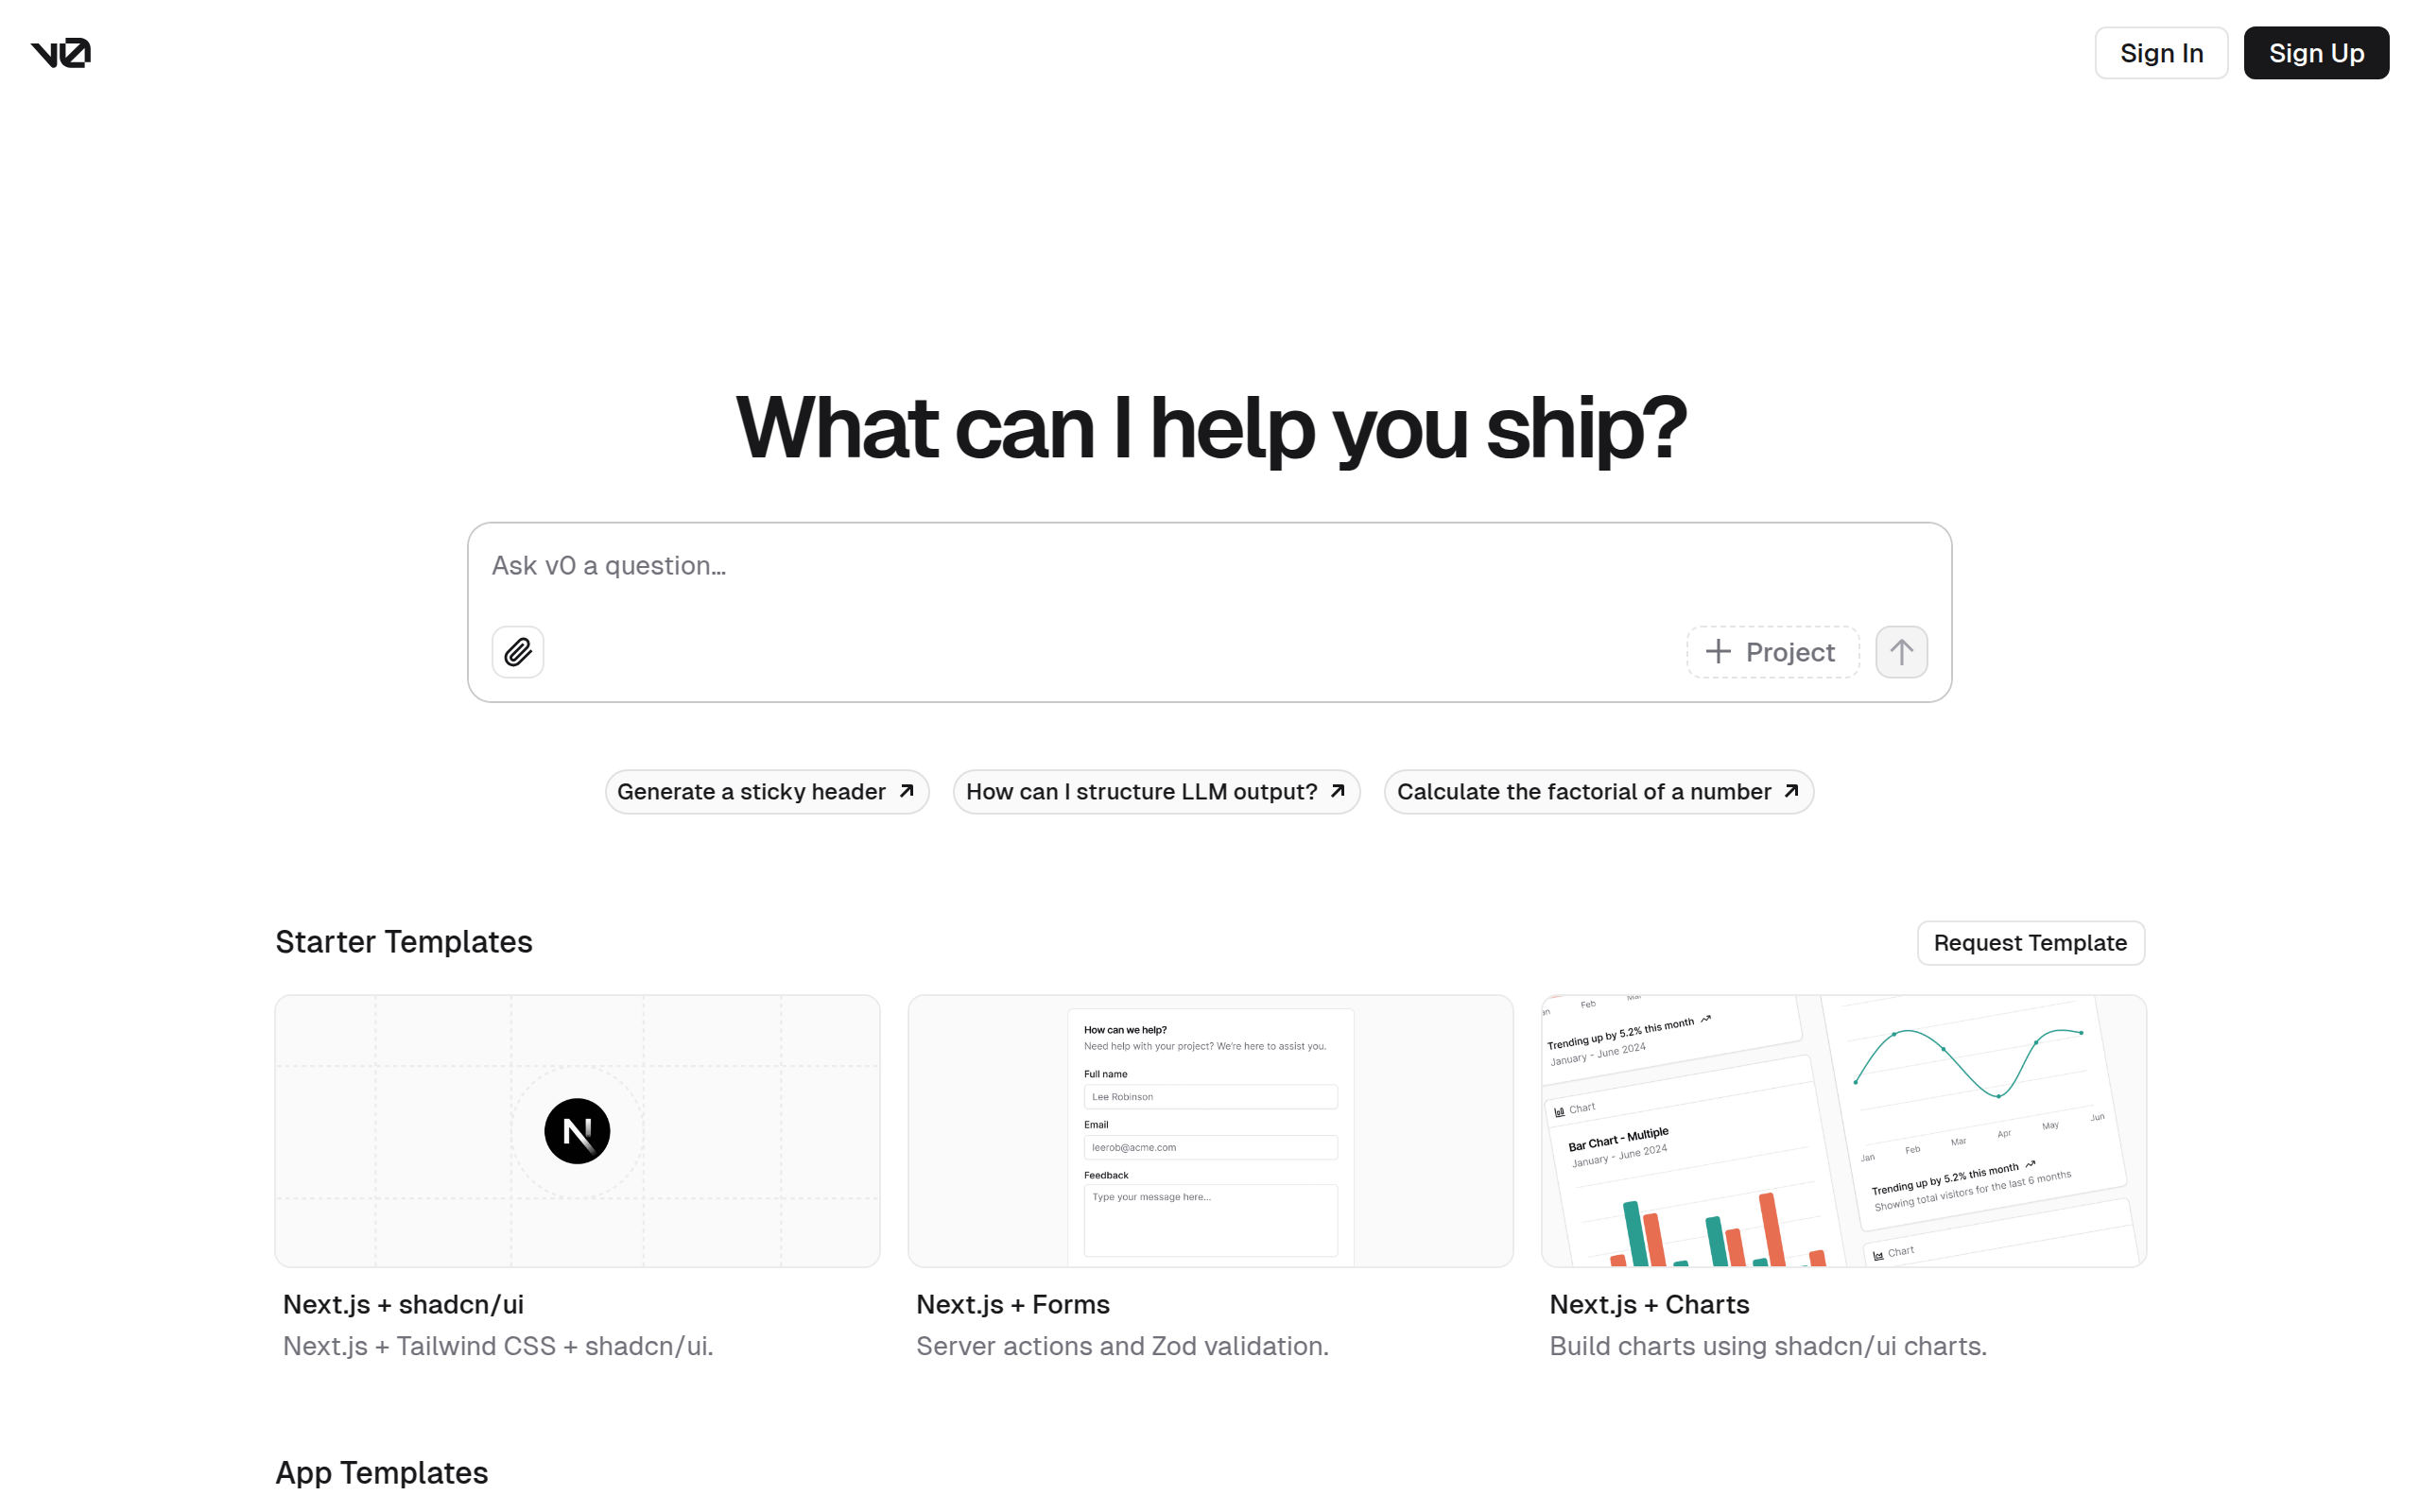 v0
Sign In
Sign Up
What can I help you ship?
Ask v0 a question...
Project
Generate a sticky header
How can I structure LLM output?
Calculate the factorial of a number
Starter Templates
Request Template
How can we help?
Need help with your project? We're here to assist you.
Full name
Lee Robinson
Email
leerob@acme.com
Feedback
Type your message here...
Feb
Trending up by 5.2% this month
January - June 2024
Chart
Bar Chart - Multiple
January - June 2024
Jan Feb Mar Apr May Jun
Trending up by 5.2% this month
Showing total visitors for the last 6 months
Chart
Next.js + shadcn/ui
Next.js + Tailwind CSS + shadcn/ui.
Next.js + Forms
Server actions and Zod validation.
Next.js + Charts
Build charts using shadcn/ui charts.
App Templates